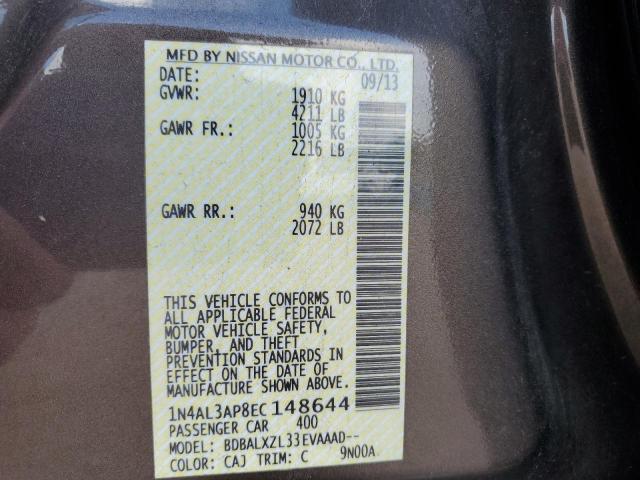 MFD BY NISSAN MOTOR CO., LTD.
DATE: 09/13
GVWR: 1910 KG
4211 LB
GAWR FR.: 1005 KG
2216 LB
GAWR RR.: 940 KG
2072 LB
THIS VEHICLE CONFORMS TO
ALL APPLICABLE FEDERAL
MOTOR VEHICLE SAFETY,
BUMPER, AND THEFT
PREVENTION STANDARDS IN
EFFECT ON THE DATE OF
MANUFACTURE SHOWN ABOVE.
1N4AL3AP8EC148644
PASSENGER CAR 400
MODEL: BDBALXZL33EVAAAD--
COLOR: CAJ TRIM: C 9N00A